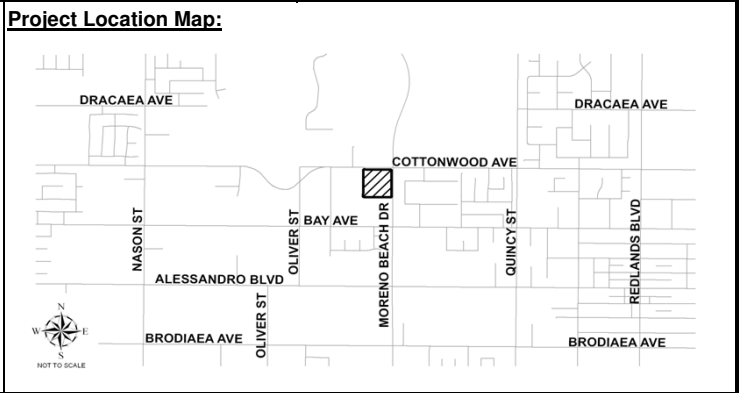 Project Location Map:
DRACAEA AVE
DRACAEA AVE
COTTONWOOD AVE
NASON ST
OLIVER ST
BAY AVE
MORENO BEACH DR
QUINCY ST
REDLANDS BLVD
ALESSANDRO BLVD
OLIVER ST
BRODIAEA AVE
BRODIAEA AVE
N
W E
S
NOT TO SCALE